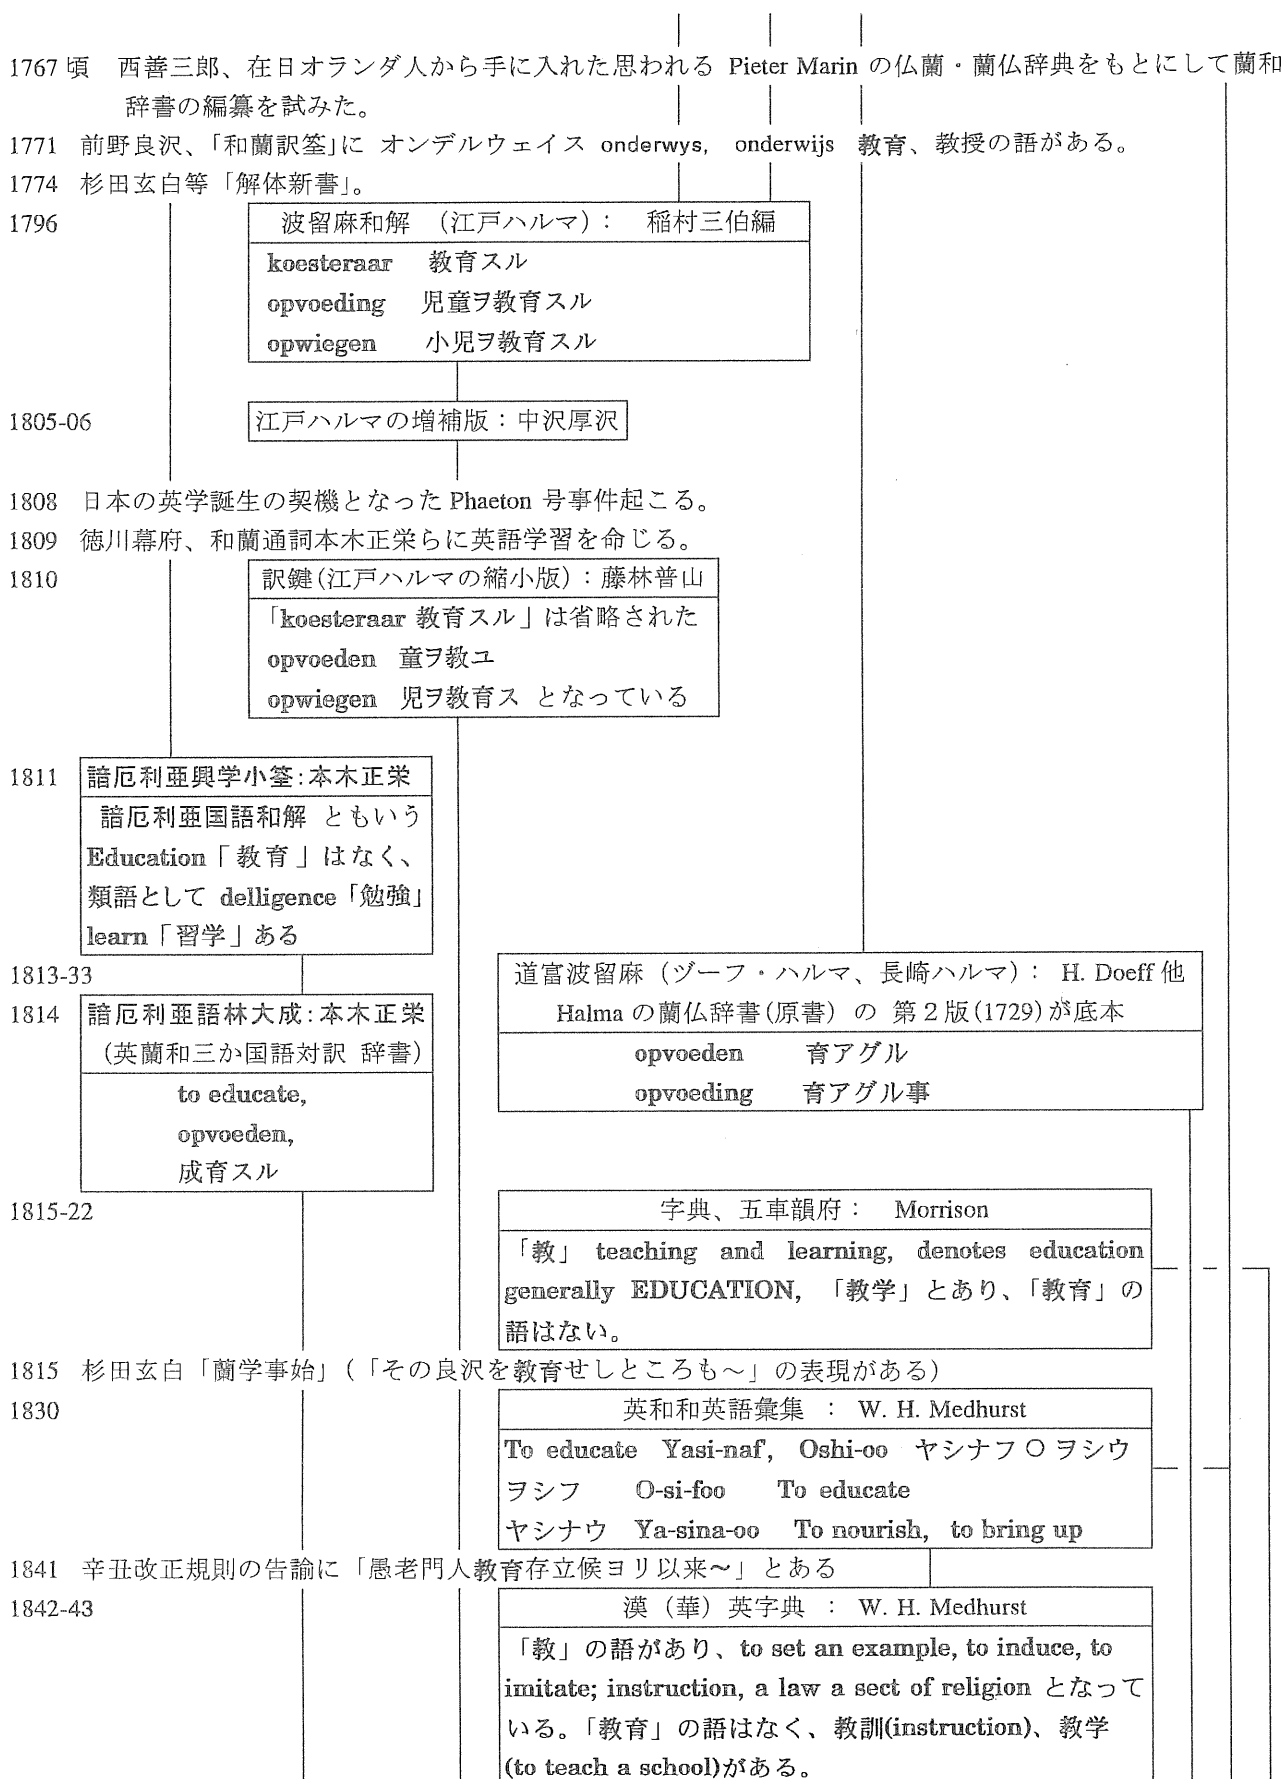 1767 頃　西善三郎、在日オランダ人から手に入れた思われる Pieter Marin の仏蘭・蘭仏辞典をもとにして蘭和
辞書の編纂を試みた。
1771 前野良沢、「和蘭訳筌」に オンデルウェイス onderwys, onderwijs 教育、教授の語がある。
1774 杉田玄白等「解体新書」。
1796 波留麻和解 （江戸ハルマ）： 稲村三伯編
koesteraar 教育スル
opvoeding 児童ヲ教育スル
opwiegen 小児ヲ教育スル
1805-06 江戸ハルマの増補版：中沢厚沢
1808 日本の英学誕生の契機となった Phaeton 号事件起こる。
1809 徳川幕府、和蘭通詞本木正栄らに英語学習を命じる。
1810 訳鍵(江戸ハルマの縮小版)：藤林普山
「koesteraar 教育スル」は省略された
opvoeden 童ヲ教ユ
opwiegen 児ヲ教育ス となっている
1811 諳厄利亜興学小筌:本木正栄
諳厄利亜国語和解 ともいう
Education「教育」はなく、
類語として delligence「勉強」
learn「習学」ある
1813-33 道富波留麻（ヅーフ・ハルマ、長崎ハルマ）： H. Doeff 他
Halma の蘭仏辞書(原書) の 第２版(1729)が底本
opvoeden 育アグル
opvoeding 育アグル事
1814 諳厄利亜語林大成:本木正栄
（英蘭和三か国語対訳 辞書）
to educate,
opvoeden,
成育スル
1815-22 字典、五車韻府： Morrison
「教」 teaching and learning, denotes education
generally EDUCATION, 「教学」とあり、「教育」の
語はない。
1815 杉田玄白「蘭学事始」(「その良沢を教育せしところも～」の表現がある)
1830 英和和英語彙集 ： W. H. Medhurst
To educate Yasi-naf, Oshi-oo ヤシナフ○ヲシウ
ヲシフ O-si-foo To educate
ヤシナウ Ya-sina-oo To nourish, to bring up
1841 辛丑改正規則の告諭に「愚老門人教育存立候ヨリ以来～」とある
1842-43 漢（華）英字典 ： W. H. Medhurst
「教」の語があり、to set an example, to induce, to
imitate; instruction, a law a sect of religion となって
いる。「教育」の語はなく、教訓(instruction)、教学
(to teach a school)がある。